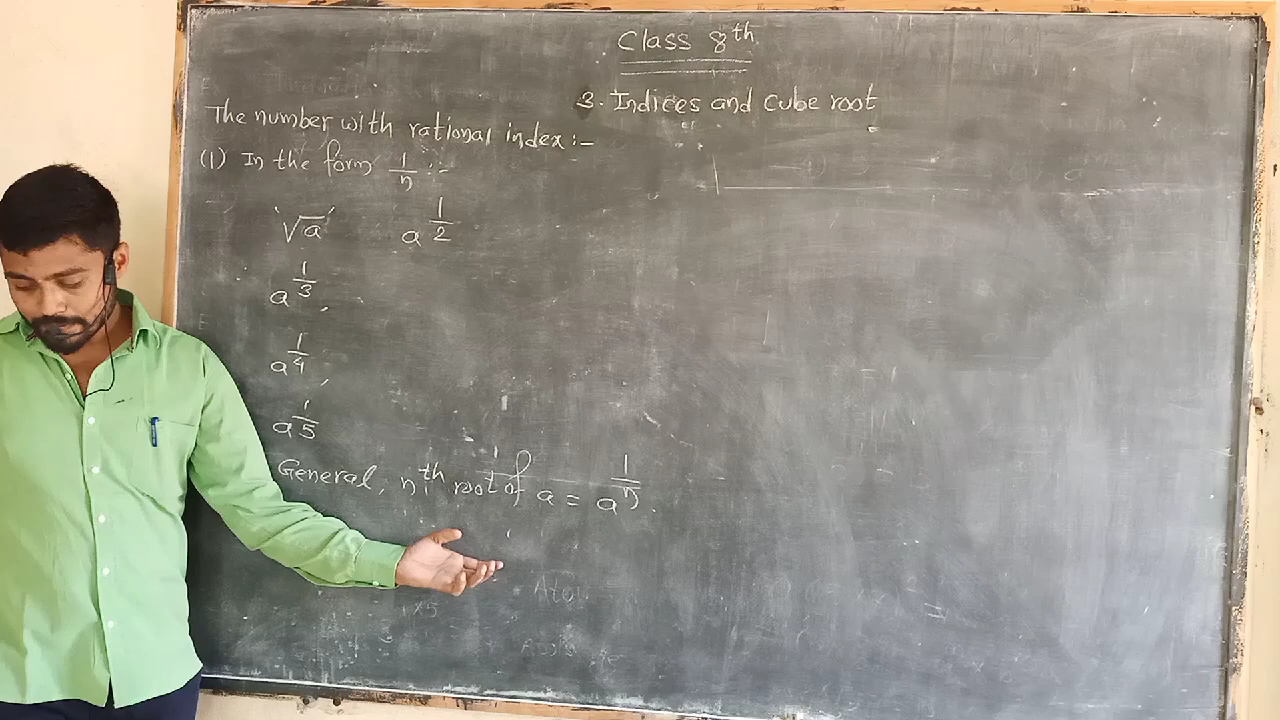 Class 8th
3. Indices and cube root
The number with rational index :-
(1) In the form 1/n :-
√a a^1/2
a^1/3,
a^1/4,
a^1/5
General, nth root of a = a^1/n.